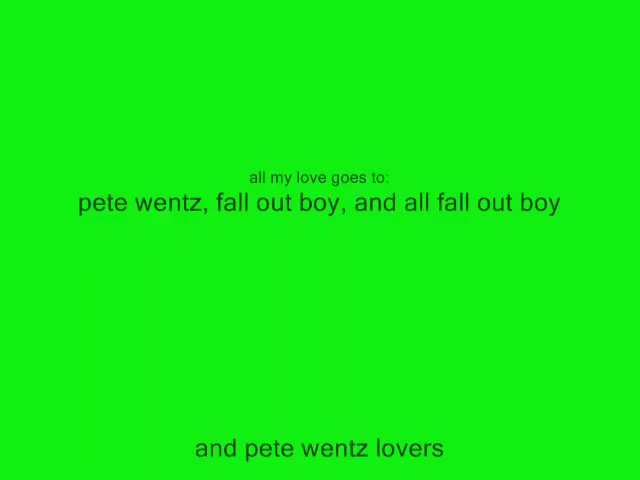 all my love goes to:
pete wentz, fall out boy, and all fall out boy
and pete wentz lovers